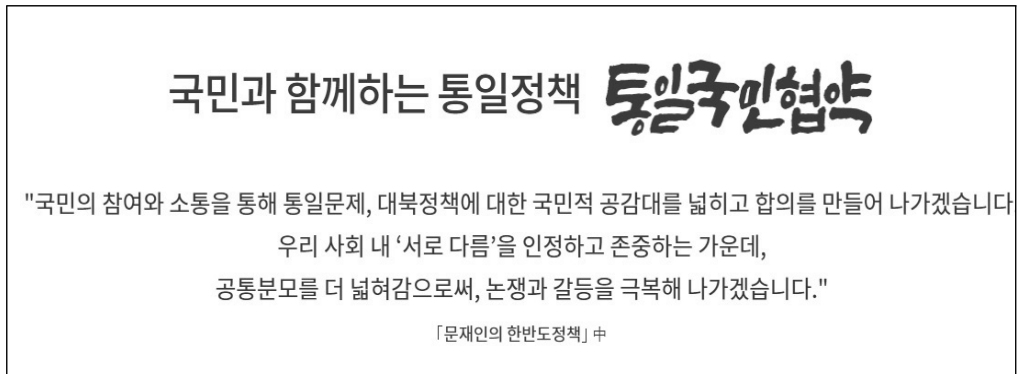 국민과 함께하는 통일정책 통일국민협약
"국민의 참여와 소통을 통해 통일문제, 대북정책에 대한 국민적 공감대를 넓히고 합의를 만들어 나가겠습니다
우리 사회 내 ‘서로 다름’을 인정하고 존중하는 가운데,
공통분모를 더 넓혀감으로써, 논쟁과 갈등을 극복해 나가겠습니다."
「문재인의 한반도정책」 中